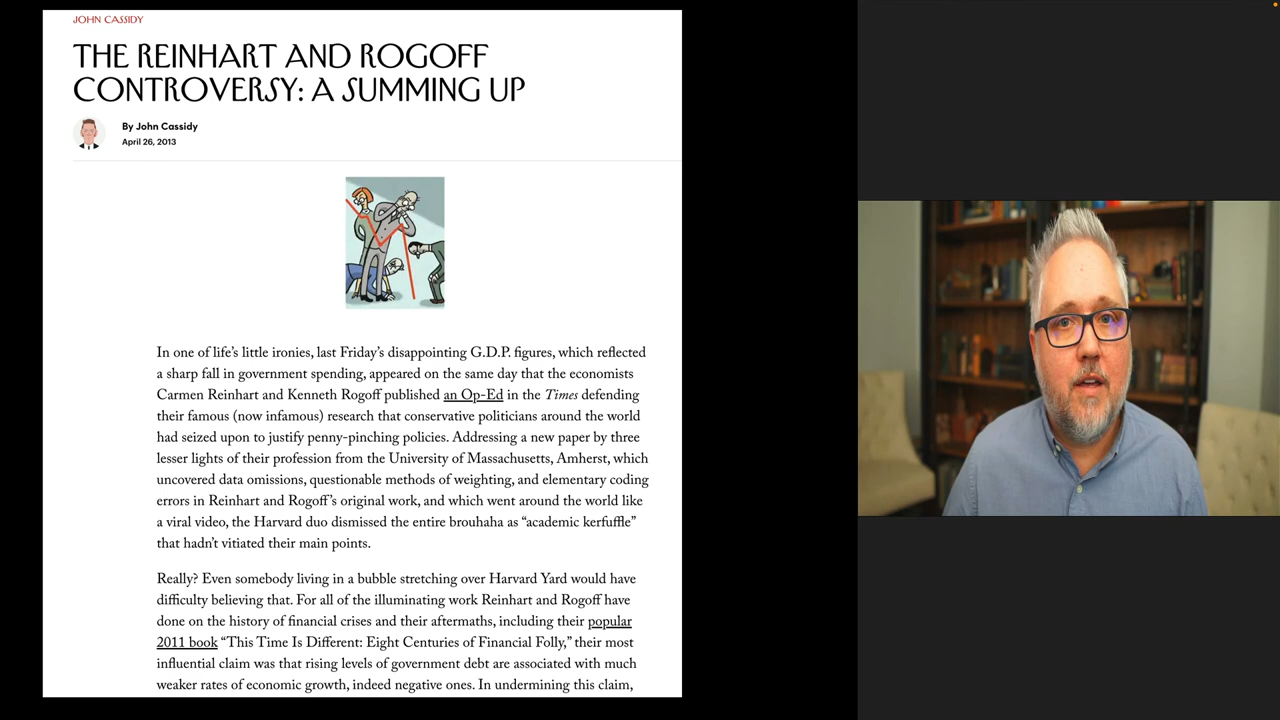 JOHN CASSIDY
THE REINHART AND ROGOFF
CONTROVERSY: A SUMMING UP
By John Cassidy
April 26, 2013
In one of life’s little ironies, last Friday’s disappointing G.D.P. figures, which reflected
a sharp fall in government spending, appeared on the same day that the economists
Carmen Reinhart and Kenneth Rogoff published an Op-Ed in the Times defending
their famous (now infamous) research that conservative politicians around the world
had seized upon to justify penny-pinching policies. Addressing a new paper by three
lesser lights of their profession from the University of Massachusetts, Amherst, which
uncovered data omissions, questionable methods of weighting, and elementary coding
errors in Reinhart and Rogoff’s original work, and which went around the world like
a viral video, the Harvard duo dismissed the entire brouhaha as “academic kerfuffle”
that hadn’t vitiated their main points.
Really? Even somebody living in a bubble stretching over Harvard Yard would have
difficulty believing that. For all of the illuminating work Reinhart and Rogoff have
done on the history of financial crises and their aftermaths, including their popular
2011 book “This Time Is Different: Eight Centuries of Financial Folly,” their most
influential claim was that rising levels of government debt are associated with much
weaker rates of economic growth, indeed negative ones. In undermining this claim,